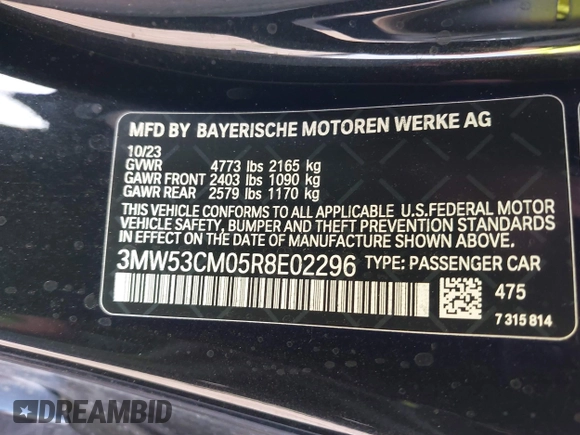 MFD BY BAYERISCHE MOTOREN WERKE AG
10/23
GVWR 4773 lbs 2165 kg
GAWR FRONT 2403 lbs 1090 kg
GAWR REAR 2579 lbs 1170 kg
THIS VEHICLE CONFORMS TO ALL APPLICABLE U.S.FEDERAL MOTOR
VEHICLE SAFETY, BUMPER AND THEFT PREVENTION STANDARDS
IN EFFECT ON THE DATE OF MANUFACTURE SHOWN ABOVE.
3MW53CM05R8E02296 TYPE: PASSENGER CAR
475
7 315 814
DREAMBID